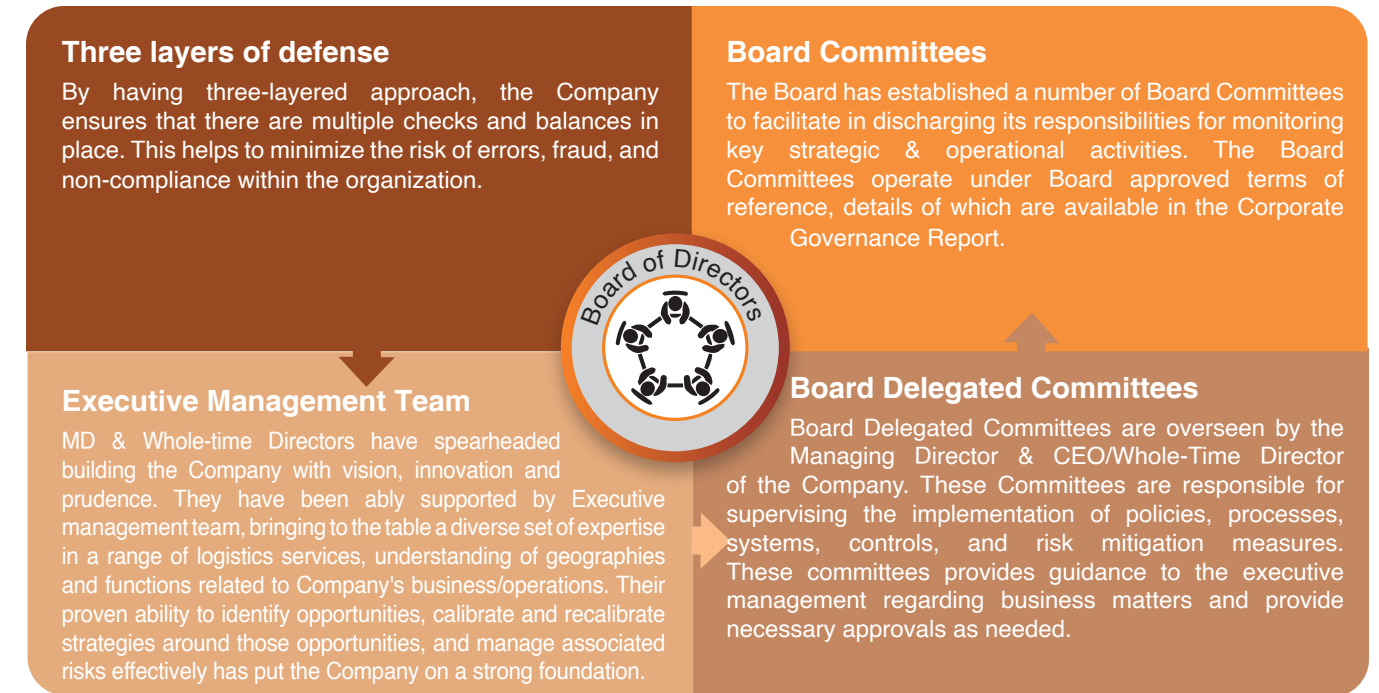 Three layers of defense
By having three-layered approach, the Company
ensures that there are multiple checks and balances in
place. This helps to minimize the risk of errors, fraud, and
non-compliance within the organization.
Board Committees
The Board has established a number of Board Committees
to facilitate in discharging its responsibilities for monitoring
key strategic & operational activities. The Board
Committees operate under Board approved terms of
reference, details of which are available in the Corporate
Governance Report.
Board of Directors
Executive Management Team
MD & Whole-time Directors have spearheaded
building the Company with vision, innovation and
prudence. They have been ably supported by Executive
management team, bringing to the table a diverse set of expertise
in a range of logistics services, understanding of geographies
and functions related to Company's business/operations. Their
proven ability to identify opportunities, calibrate and recalibrate
strategies around those opportunities, and manage associated
risks effectively has put the Company on a strong foundation.
Board Delegated Committees
Board Delegated Committees are overseen by the
Managing Director & CEO/Whole-Time Director
of the Company. These Committees are responsible for
supervising the implementation of policies, processes,
systems, controls, and risk mitigation measures.
These committees provides guidance to the executive
management regarding business matters and provide
necessary approvals as needed.